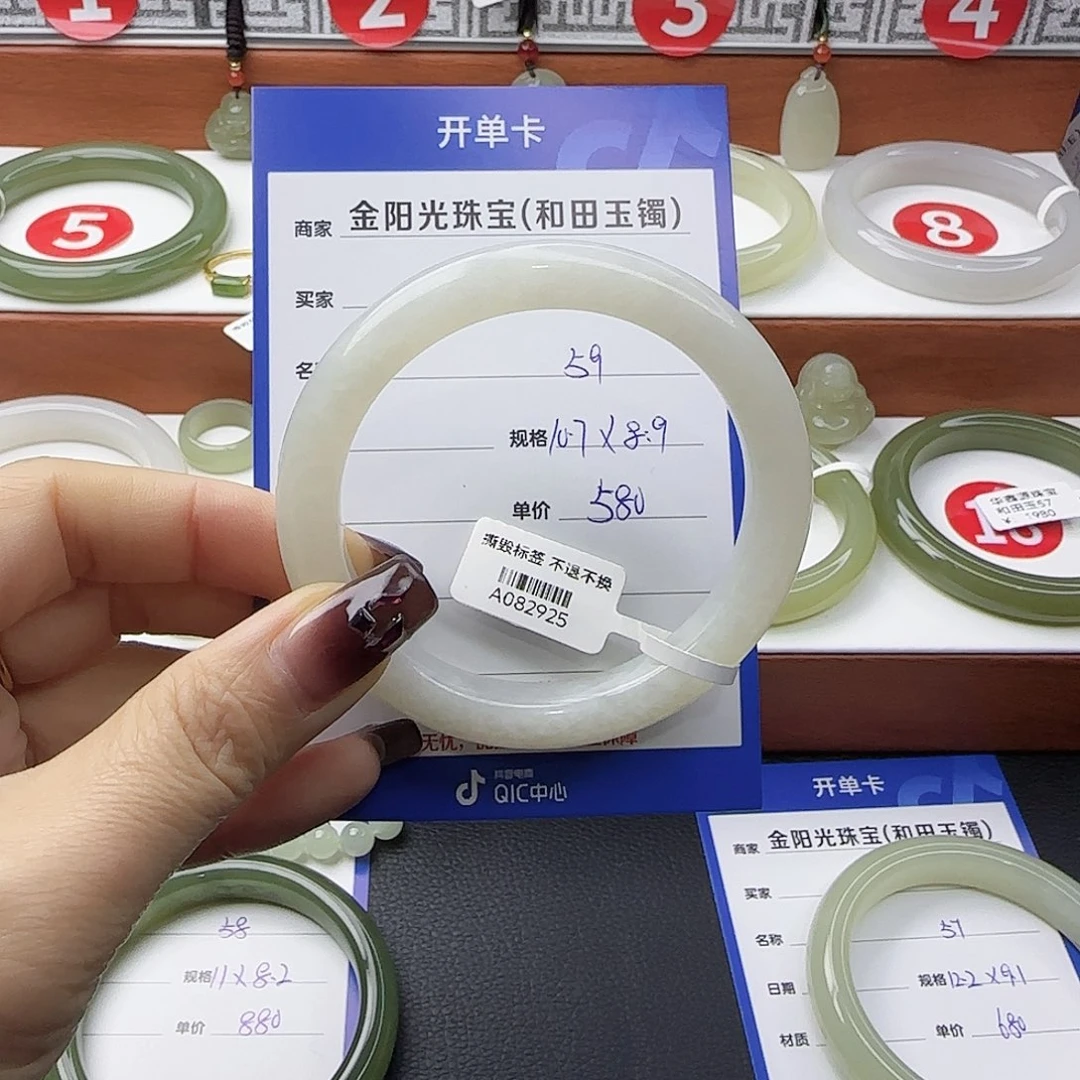 1
2
3
4
开单卡
商家 金阳光珠宝(和田玉镯)
买家
59
规格 10.7 X 8.9
单价 580
撕毁标签 不退不换
A082925
抖音电商
QIC中心
5
8
华鑫源珠宝
和田玉57
¥ 1980
58
规格 11 X 8.2
单价 880
开单卡
商家 金阳光珠宝(和田玉镯)
买家
名称 57
日期 规格 12.2 X 9.1
材质 单价 680